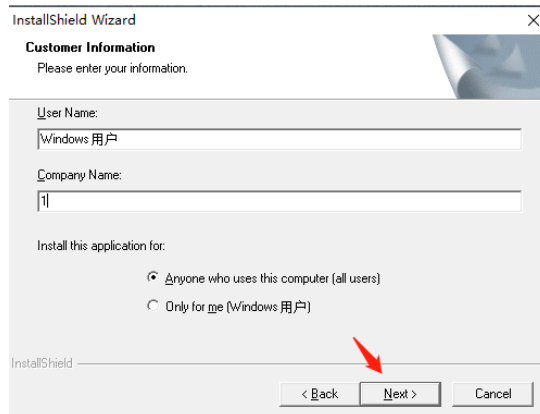 InstallShield Wizard
Customer Information
Please enter your information.
User Name:
Windows 用户
Company Name:
1
Install this application for:
Anyone who uses this computer (all users)
Only for me (Windows 用户)
InstallShield
< Back
Next >
Cancel